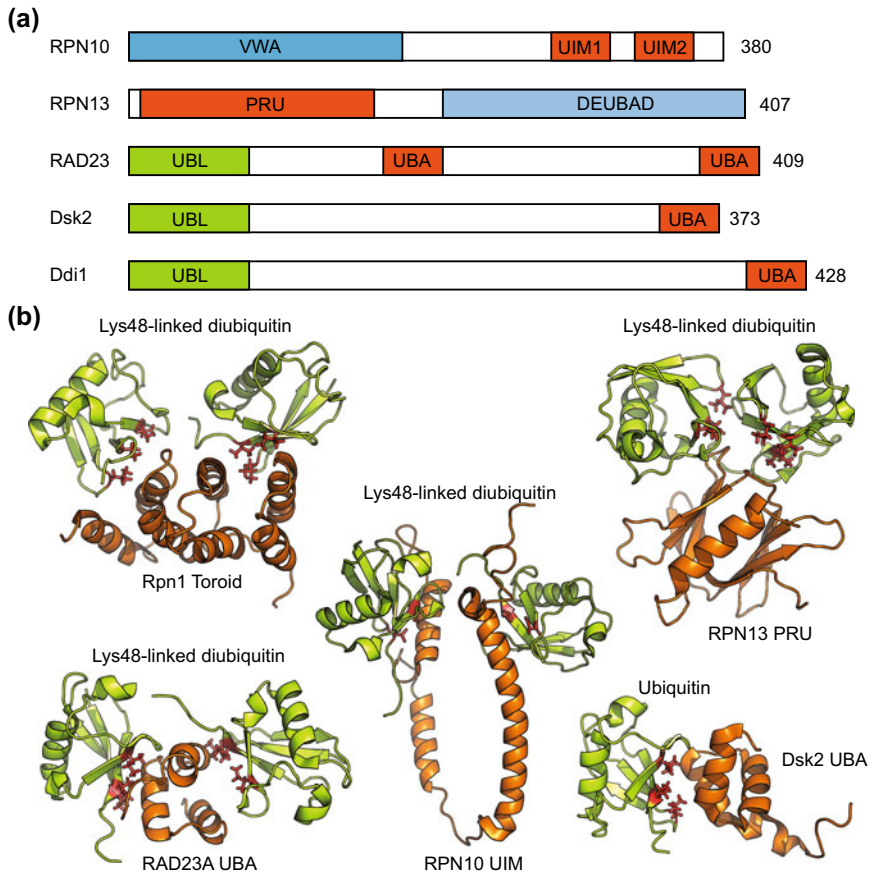 (a)
RPN10 VWA UIM1 UIM2 380
RPN13 PRU DEUBAD 407
RAD23 UBL UBA UBA 409
Dsk2 UBL UBA 373
Ddi1 UBL UBA 428
(b)
Lys48-linked diubiquitin
Lys48-linked diubiquitin
Lys48-linked diubiquitin
Rpn1 Toroid
RPN13 PRU
Lys48-linked diubiquitin
Ubiquitin
Dsk2 UBA
RAD23A UBA
RPN10 UIM